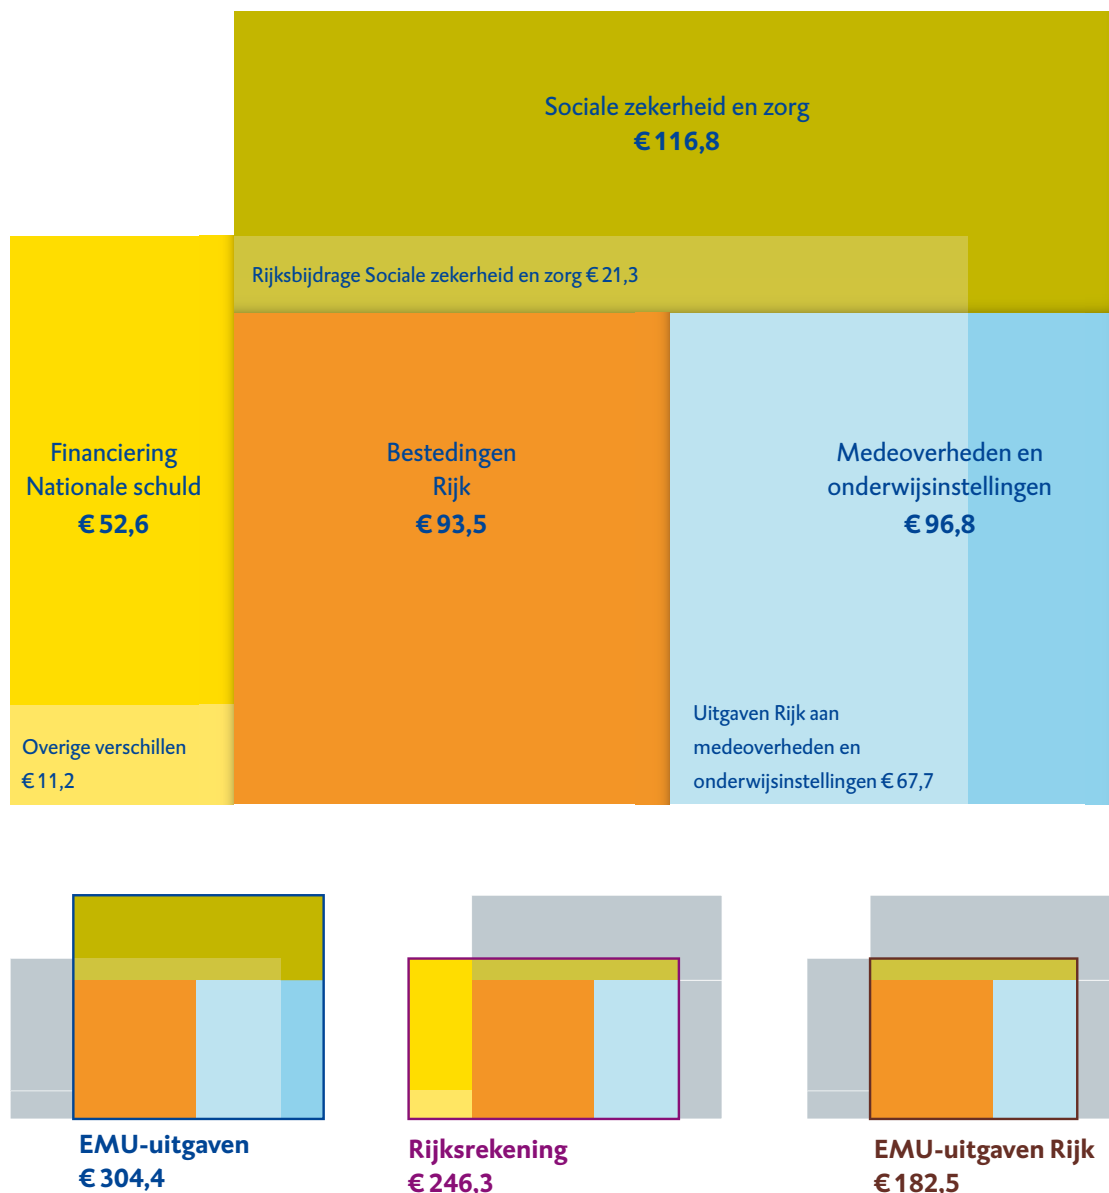 Sociale zekerheid en zorg
€ 116,8
Rijksbijdrage Sociale zekerheid en zorg € 21,3
Financiering
Nationale schuld
€ 52,6
Bestedingen
Rijk
€ 93,5
Medeoverheden en
onderwijsinstellingen
€ 96,8
Overige verschillen
€ 11,2
Uitgaven Rijk aan
medeoverheden en
onderwijsinstellingen € 67,7
EMU-uitgaven
€ 304,4
Rijksrekening
€ 246,3
EMU-uitgaven Rijk
€ 182,5